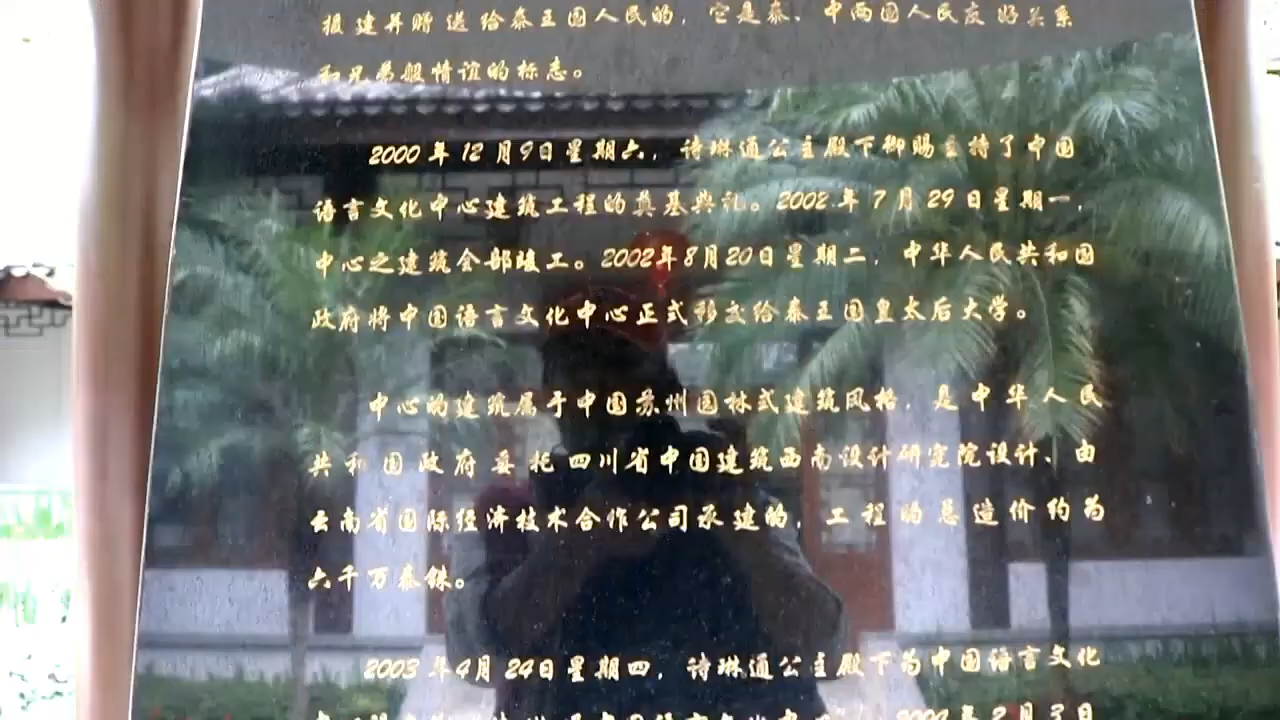 报建并赠送给泰王国人民的，它是泰、中两国人民友好关系
和兄弟般情谊的标志。
2000年12月9日星期六，诗琳通公主殿下御赐主持了中国
语言文化中心建筑工程的奠基典礼。2002年7月29日星期一，
中心之建筑全部竣工。2002年8月20日星期二，中华人民共和国
政府将中国语言文化中心正式移交给泰王国皇太后大学。
中心的建筑属于中国苏州园林式建筑风格，是中华人民
共和国政府委托四川省中国建筑西南设计研究院设计、由
云南省国际经济技术合作公司承建的，工程的总造价约为
六千万泰铢。
2003年4月24日星期四，诗琳通公主殿下为中国语言文化
中国语言文化中心